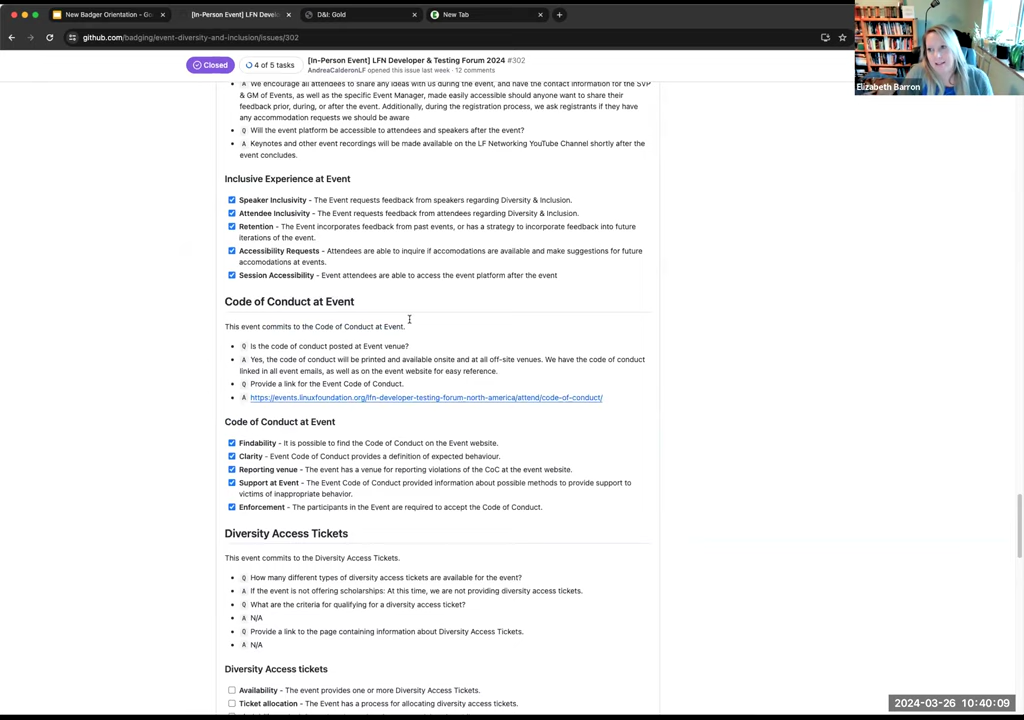 New Badger Orientation - Go
[In-Person Event] LFN Develo
D&I: Gold
New Tab
github.com/badging/event-diversity-and-inclusion/issues/302
Closed
4 of 5 tasks
[In-Person Event] LFN Developer & Testing Forum 2024 #302
AndreaCalderonLF opened this issue last week · 12 comments
Elizabeth Barron
A We encourage all attendees to share any ideas with us during the event, and have the contact information for the SVP
& GM of Events, as well as the specific Event Manager, made easily accessible should anyone want to share their
feedback prior, during, or after the event. Additionally, during the registration process, we ask registrants if they have
any accommodation requests we should be aware
Q Will the event platform be accessible to attendees and speakers after the event?
A Keynotes and other event recordings will be made available on the LF Networking YouTube Channel shortly after the
event concludes.
Inclusive Experience at Event
Speaker Inclusivity - The Event requests feedback from speakers regarding Diversity & Inclusion.
Attendee Inclusivity - The Event requests feedback from attendees regarding Diversity & Inclusion.
Retention - The Event incorporates feedback from past events, or has a strategy to incorporate feedback into future
iterations of the event.
Accessibility Requests - Attendees are able to inquire if accomodations are available and make suggestions for future
accomodations at events.
Session Accessibility - Event attendees are able to access the event platform after the event
Code of Conduct at Event
This event commits to the Code of Conduct at Event.
Q Is the code of conduct posted at Event venue?
A Yes, the code of conduct will be printed and available onsite and at all off-site venues. We have the code of conduct
linked in all event emails, as well as on the event website for easy reference.
Q Provide a link for the Event Code of Conduct.
A https://events.linuxfoundation.org/lfn-developer-testing-forum-north-america/attend/code-of-conduct/
Code of Conduct at Event
Findability - It is possible to find the Code of Conduct on the Event website.
Clarity - Event Code of Conduct provides a definition of expected behaviour.
Reporting venue - The event has a venue for reporting violations of the CoC at the event website.
Support at Event - The Event Code of Conduct provided information about possible methods to provide support to
victims of inappropriate behavior.
Enforcement - The participants in the Event are required to accept the Code of Conduct.
Diversity Access Tickets
This event commits to the Diversity Access Tickets.
Q How many different types of diversity access tickets are available for the event?
A If the event is not offering scholarships: At this time, we are not providing diversity access tickets.
Q What are the criteria for qualifying for a diversity access ticket?
A N/A
Q Provide a link to the page containing information about Diversity Access Tickets.
A N/A
Diversity Access tickets
Availability - The event provides one or more Diversity Access Tickets.
Ticket allocation - The Event has a process for allocating diversity access tickets.
2024-03-26 10:40:09